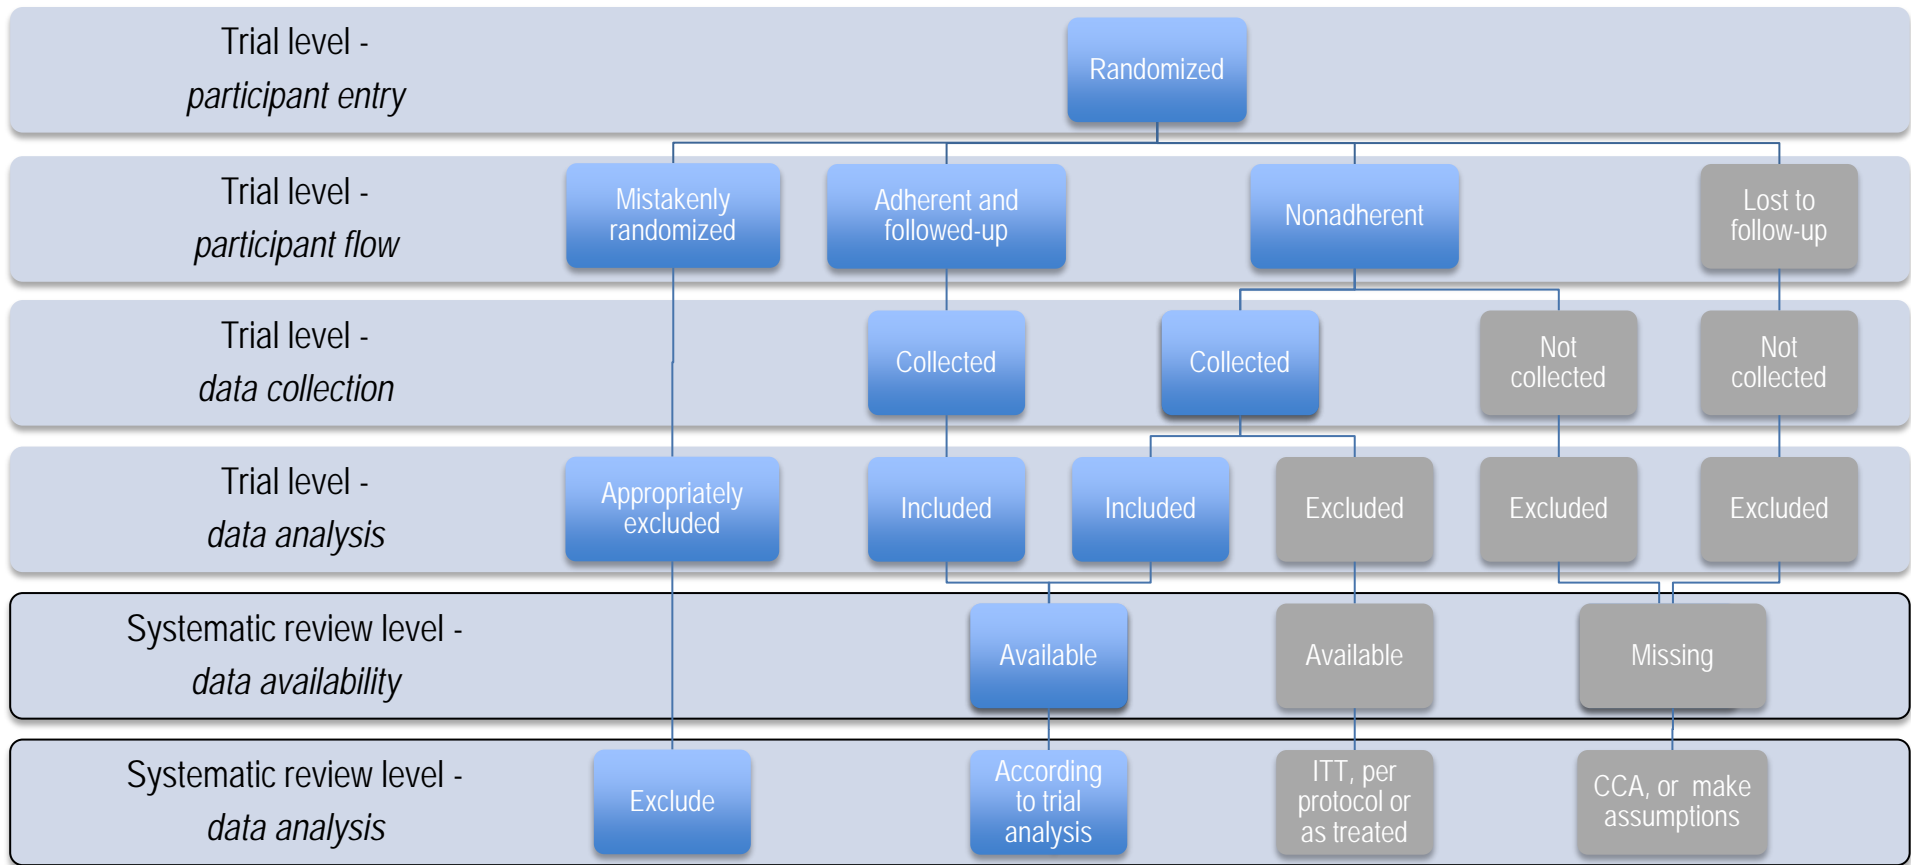 Trial level -
participant entry
Randomized
Trial level -
participant flow
Mistakenly
randomized
Adherent and
followed-up
Nonadherent
Lost to
follow-up
Trial level -
data collection
Collected
Collected
Not
collected
Not
collected
Trial level -
data analysis
Appropriately
excluded
Included
Included
Excluded
Excluded
Excluded
Systematic review level -
data availability
Available
Available
Missing
Systematic review level -
data analysis
Exclude
According
to trial
analysis
ITT, per
protocol or
as treated
CCA, or make
assumptions